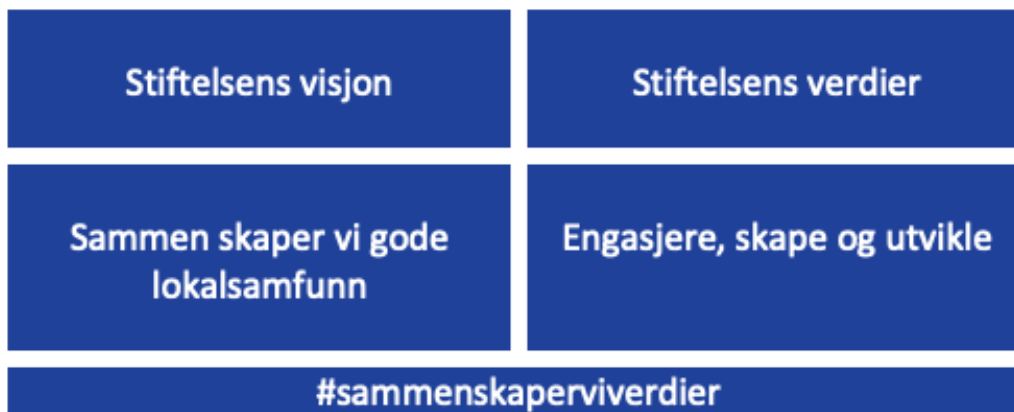 Stiftelsens visjon
Stiftelsens verdier
Sammen skaper vi gode
lokalsamfunn
Engasjere, skape og utvikle
#sammenskaperviverdier